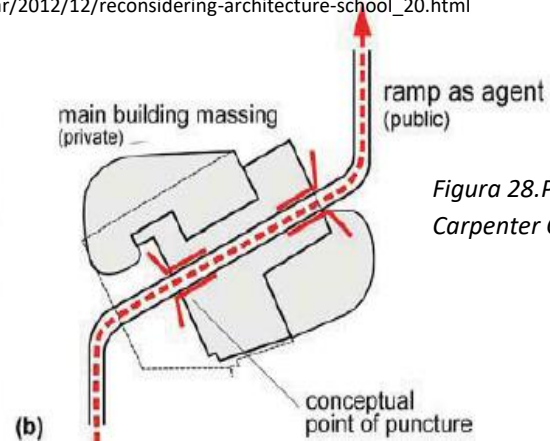 ar/2012/12/reconsidering-architecture-school_20.html
main building massing
(private)
ramp as agent
(public)
Figura 28.P
Carpenter C
conceptual
point of puncture
(b)